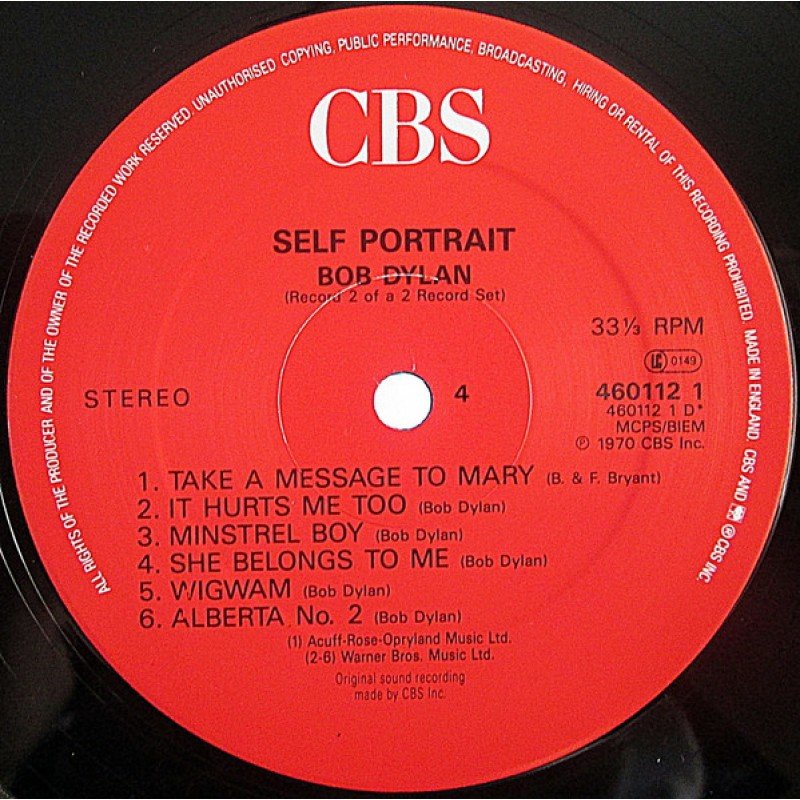 ALL RIGHTS OF THE PRODUCER AND OF THE OWNER OF THE RECORDED WORK RESERVED. UNAUTHORISED COPYING, PUBLIC PERFORMANCE, BROADCASTING, HIRING OR RENTAL OF THIS RECORDING PROHIBITED. MADE IN ENGLAND. CBS AND ℗ CBS INC.
CBS
SELF PORTRAIT
BOB DYLAN
(Record 2 of a 2 Record Set)
33⅓ RPM
LC 0149
STEREO
4
460112 1
460112 1 D*
MCPS/BIEM
℗ 1970 CBS Inc.
1. TAKE A MESSAGE TO MARY (B. & F. Bryant)
2. IT HURTS ME TOO (Bob Dylan)
3. MINSTREL BOY (Bob Dylan)
4. SHE BELONGS TO ME (Bob Dylan)
5. WIGWAM (Bob Dylan)
6. ALBERTA No. 2 (Bob Dylan)
(1) Acuff-Rose-Opryland Music Ltd.
(2-6) Warner Bros. Music Ltd.
Original sound recording
made by CBS Inc.